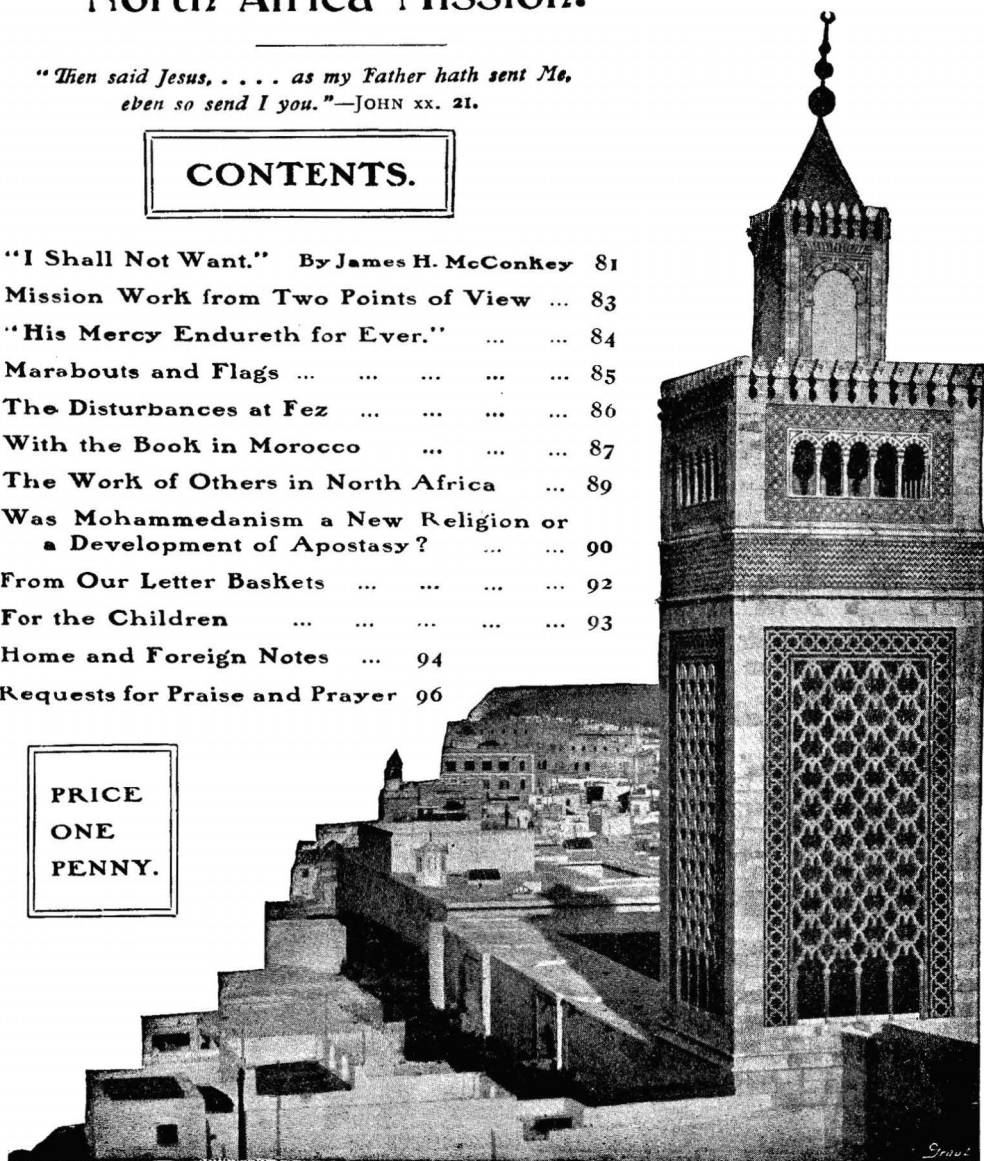 North Africa Mission.
"Then said Jesus, . . . . . as my Father hath sent Me,
even so send I you."—JOHN xx. 21.
CONTENTS.
"I Shall Not Want." By James H. McConkey 81
Mission Work from Two Points of View ... 83
"His Mercy Endureth for Ever." ... ... 84
Marabouts and Flags ... ... ... ... ... 85
The Disturbances at Fez ... ... ... ... 86
With the Book in Morocco ... ... ... 87
The Work of Others in North Africa ... 89
Was Mohammedanism a New Religion or
a Development of Apostasy? ... ... 90
From Our Letter Baskets ... ... ... ... 92
For the Children ... ... ... ... ... 93
Home and Foreign Notes ... 94
Requests for Praise and Prayer 96
PRICE
ONE
PENNY.